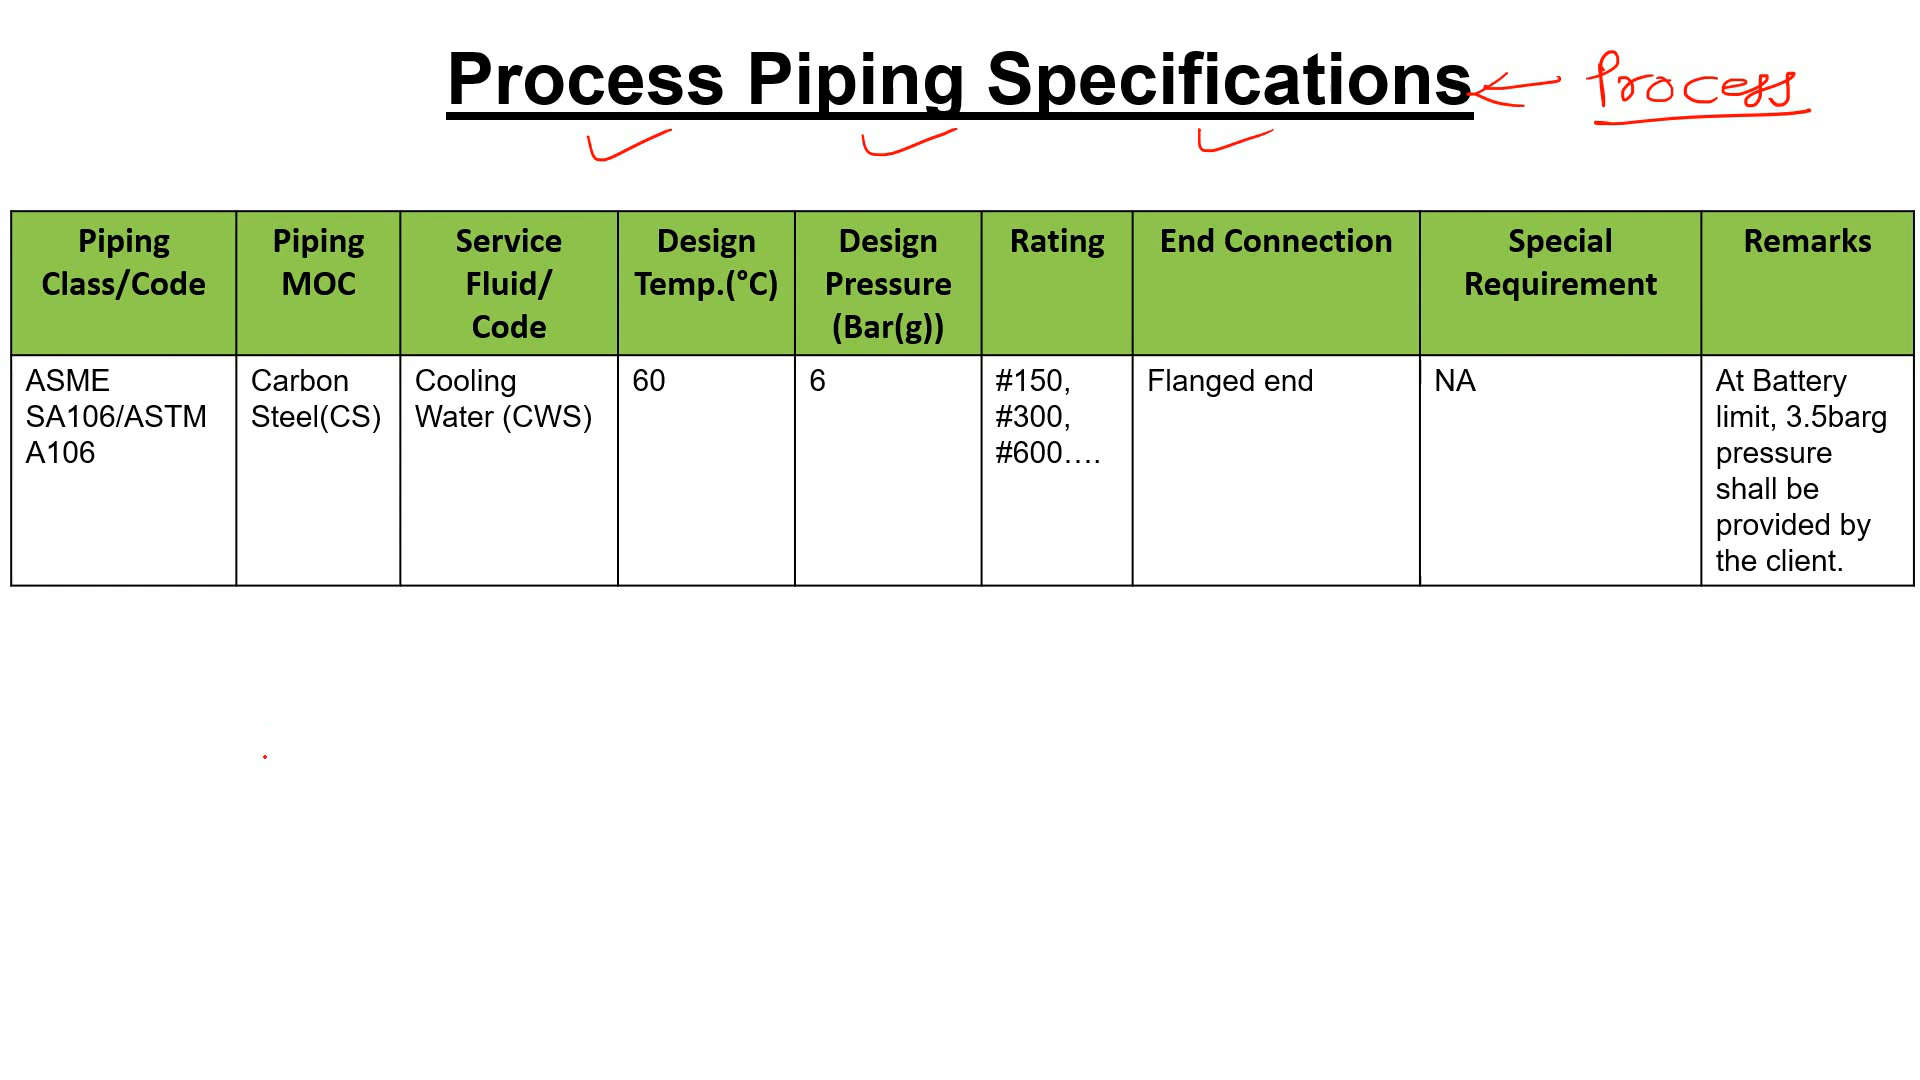 Process Piping Specifications
Process
Piping Class/Code
Piping MOC
Service Fluid/ Code
Design Temp.(°C)
Design Pressure (Bar(g))
Rating
End Connection
Special Requirement
Remarks
ASME
SA106/ASTM
A106
Carbon
Steel(CS)
Cooling
Water (CWS)
60
6
#150,
#300,
#600....
Flanged end
NA
At Battery
limit, 3.5barg
pressure
shall be
provided by
the client.